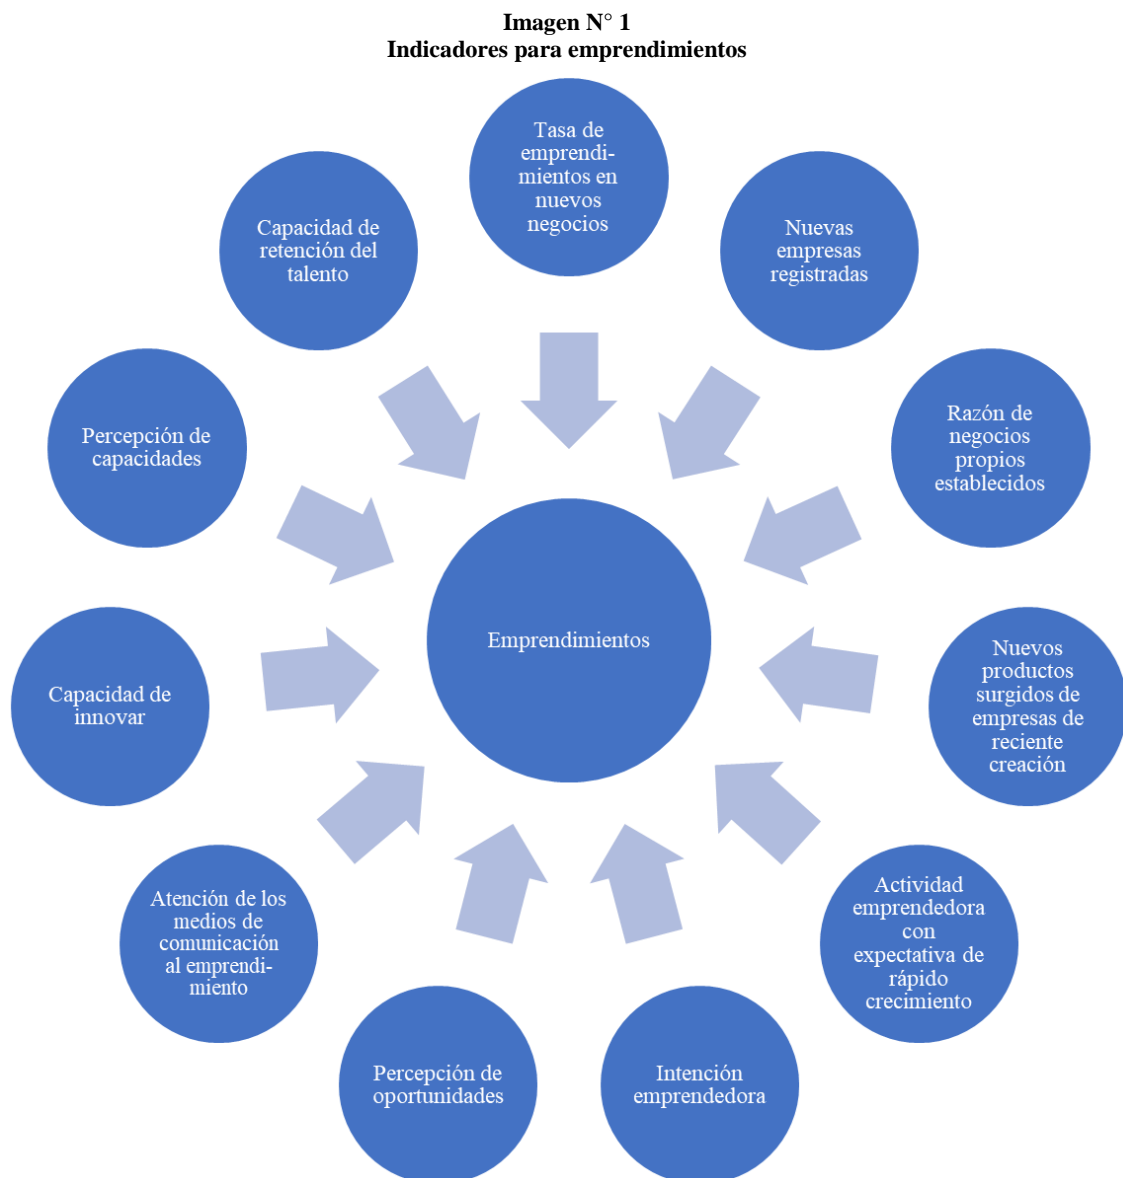 Imagen N° 1
Indicadores para emprendimientos
Tasa de
emprendi-
mientos en
nuevos
negocios
Nuevas
empresas
registradas
Razón de
negocios
propios
establecidos
Nuevos
productos
surgidos de
empresas de
reciente
creación
Actividad
emprendedora
con
expectativa de
rápido
crecimiento
Intención
emprendedora
Percepción de
oportunidades
Atención de los
medios de
comunicación
al emprendi-
miento
Capacidad de
innovar
Percepción de
capacidades
Capacidad de
retención del
talento
Emprendimientos